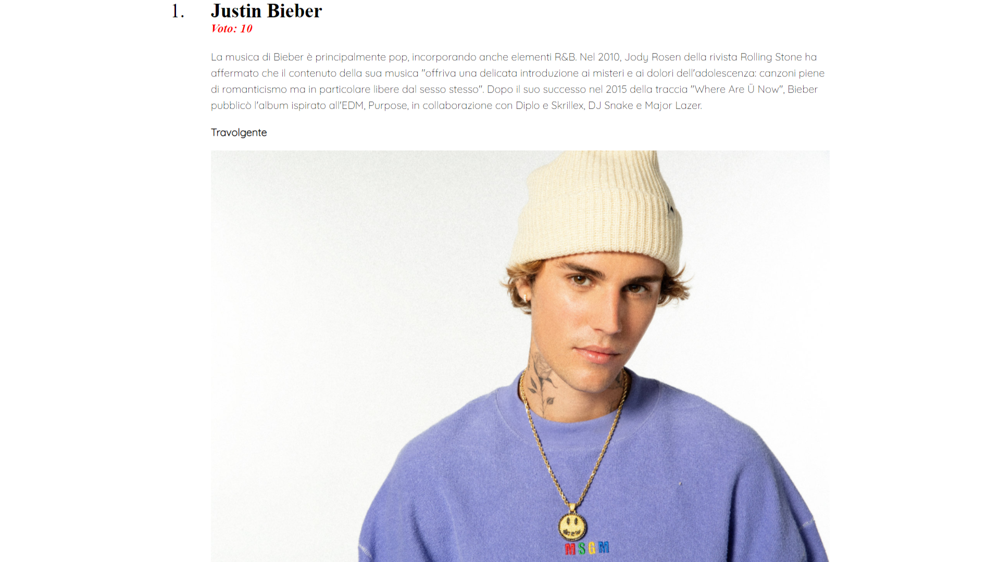 1. Justin Bieber
Voto: 10
La musica di Bieber è principalmente pop, incorporando anche elementi R&B. Nel 2010, Jody Rosen della rivista Rolling Stone ha
affermato che il contenuto della sua musica "offriva una delicata introduzione ai misteri e ai dolori dell'adolescenza: canzoni piene
di romanticismo ma in particolare libere dal sesso stesso". Dopo il suo successo nel 2015 della traccia "Where Are Ü Now", Bieber
pubblicò l'album ispirato all'EDM, Purpose, in collaborazione con Diplo e Skrillex, DJ Snake e Major Lazer.
Travolgente
MSGM